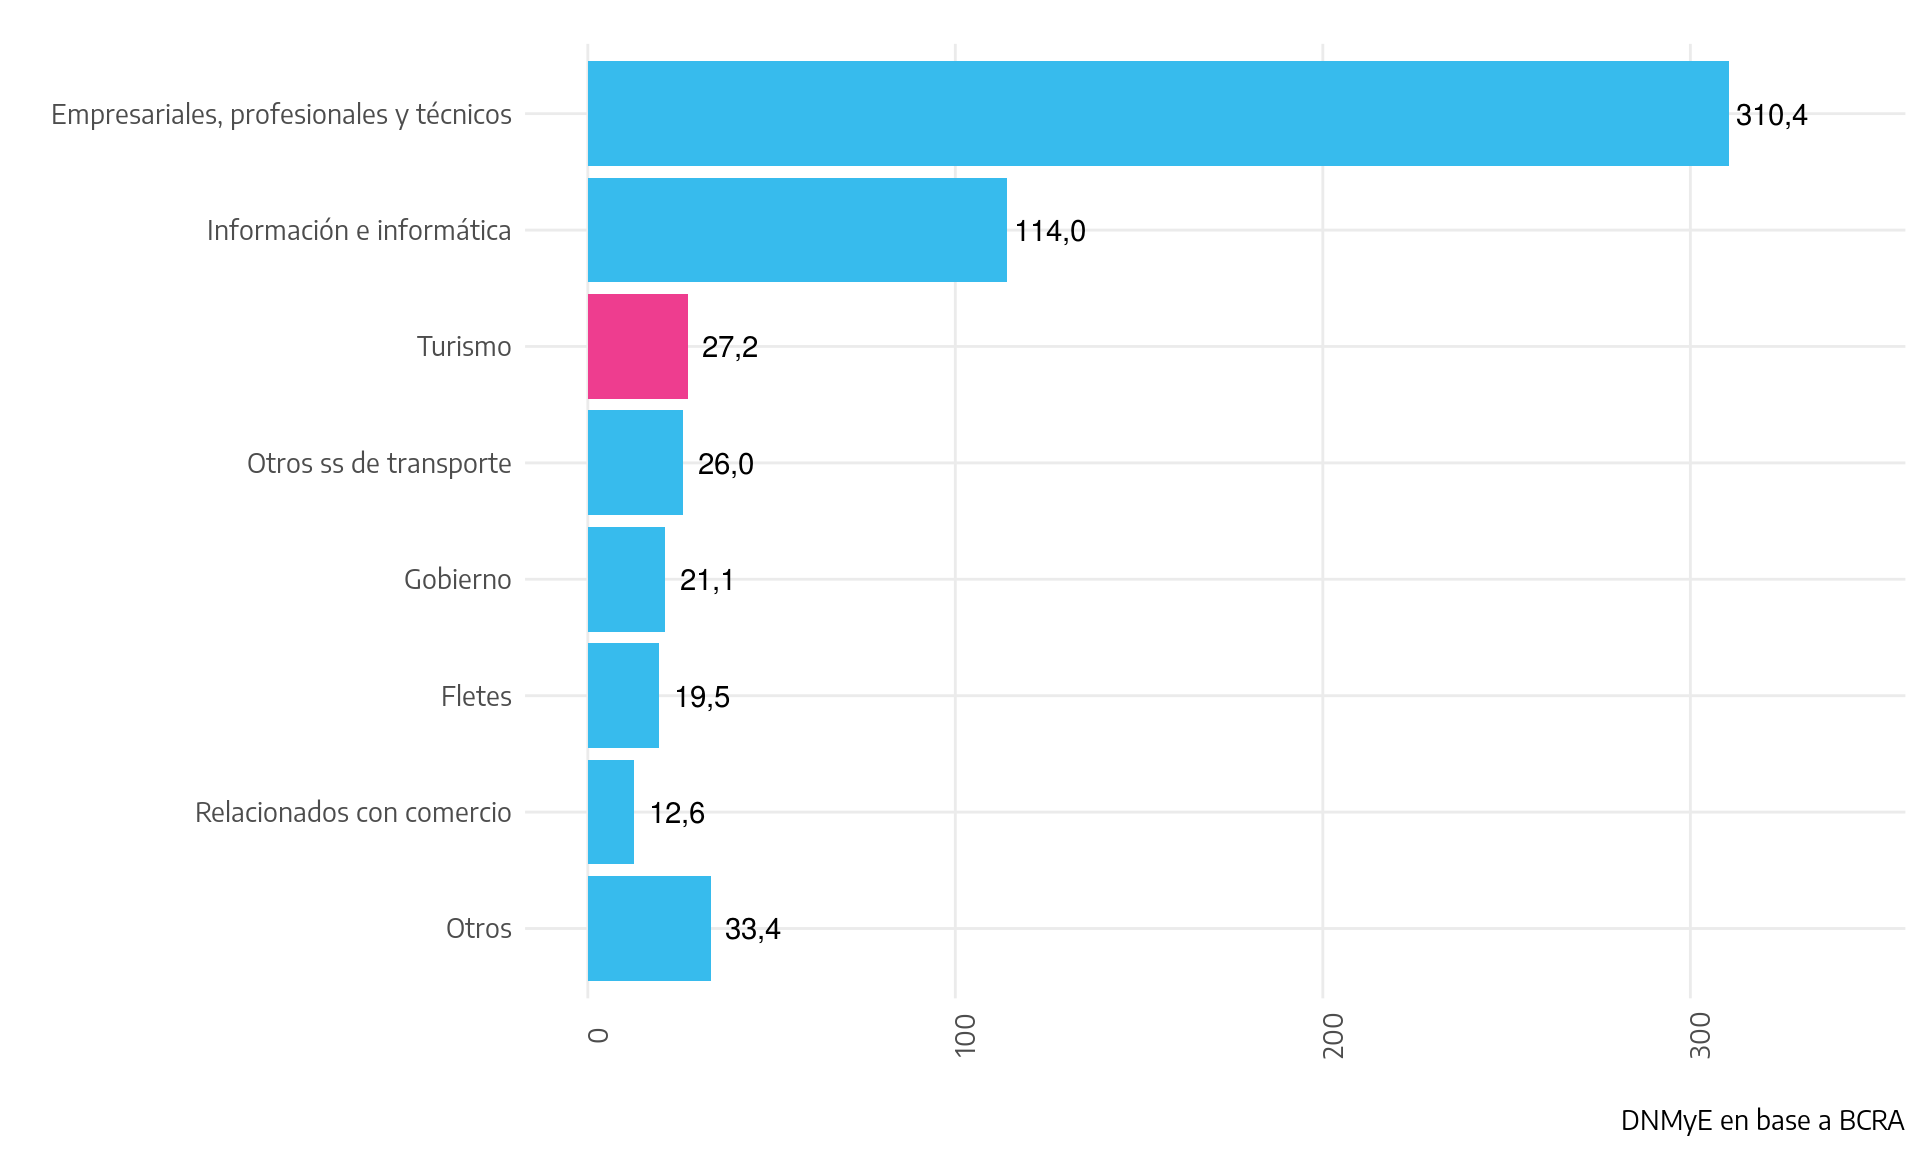 Empresariales, profesionales y técnicos 310,4
Información e informática 114,0
Turismo 27,2
Otros ss de transporte 26,0
Gobierno 21,1
Fletes 19,5
Relacionados con comercio 12,6
Otros 33,4
0 100 200 300
DNMyE en base a BCRA